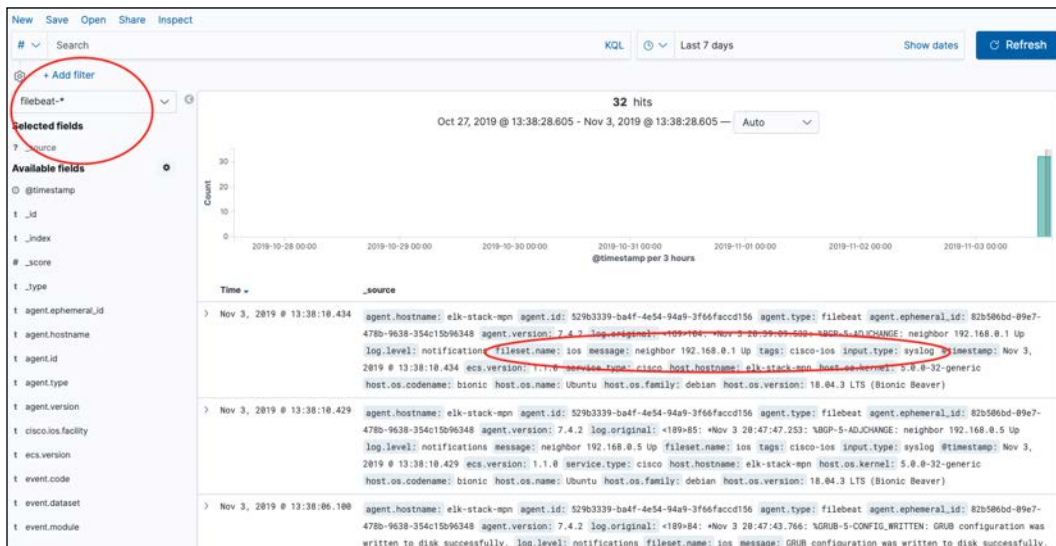 New Save Open Share Inspect
# Search KQL Last 7 days Show dates Refresh
+ Add filter
filebeat-*
Selected fields
? _source
Available fields
@timestamp
t _id
t _index
# _score
t _type
t agent.ephemeral_id
t agent.hostname
t agent.id
t agent.type
t agent.version
t cisco.ios.facility
t ecs.version
t event.code
t event.dataset
t event.module
32 hits
Oct 27, 2019 @ 13:38:28.605 - Nov 3, 2019 @ 13:38:28.605 — Auto
Count
30
20
10
0
2019-10-28 00:00 2019-10-29 00:00 2019-10-30 00:00 2019-10-31 00:00 2019-11-01 00:00 2019-11-02 00:00 2019-11-03 00:00
@timestamp per 3 hours
Time _source
Nov 3, 2019 @ 13:38:10.434 agent.hostname: elk-stack-mpn agent.id: 529b3339-ba4f-4e54-94a9-3f66faccd156 agent.type: filebeat agent.ephemeral_id: 82b506bd-09e7-
478b-9638-354c15b96348 agent.version: 7.4.2 log.original: %BGP-5-ADJCHANGE: neighbor 192.168.0.1 Up
log.level: notifications fileset.name: ios message: neighbor 192.168.0.1 Up tags: cisco-ios input.type: syslog @timestamp: Nov 3,
2019 @ 13:38:10.434 ecs.version: 1.1.0 service.type: cisco host.hostname: elk-stack-mpn host.os.kernel: 5.0.0-32-generic
host.os.codename: bionic host.os.name: Ubuntu host.os.family: debian host.os.version: 18.04.3 LTS (Bionic Beaver)
Nov 3, 2019 @ 13:38:10.429 agent.hostname: elk-stack-mpn agent.id: 529b3339-ba4f-4e54-94a9-3f66faccd156 agent.type: filebeat agent.ephemeral_id: 82b506bd-09e7-
478b-9638-354c15b96348 agent.version: 7.4.2 log.original: <189>85: *Nov 3 20:47:47.253: %BGP-5-ADJCHANGE: neighbor 192.168.0.5 Up
log.level: notifications message: neighbor 192.168.0.5 Up fileset.name: ios tags: cisco-ios input.type: syslog @timestamp: Nov 3,
2019 @ 13:38:10.429 ecs.version: 1.1.0 service.type: cisco host.hostname: elk-stack-mpn host.os.kernel: 5.0.0-32-generic
host.os.codename: bionic host.os.name: Ubuntu host.os.family: debian host.os.version: 18.04.3 LTS (Bionic Beaver)
Nov 3, 2019 @ 13:38:06.100 agent.hostname: elk-stack-mpn agent.id: 529b3339-ba4f-4e54-94a9-3f66faccd156 agent.type: filebeat agent.ephemeral_id: 82b506bd-09e7-
478b-9638-354c15b96348 agent.version: 7.4.2 log.original: <189>84: *Nov 3 20:47:43.766: %GRUB-5-CONFIG_WRITTEN: GRUB configuration was
written to disk successfully. log.level: notifications fileset.name: ios message: GRUB configuration was written to disk successfully.